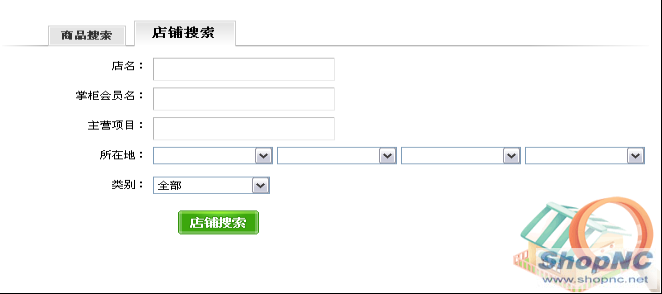 商品搜索 店铺搜索
店名：
掌柜会员名：
主营项目：
所在地：
类别： 全部
店铺搜索
ShopNC
www.shopnc.net